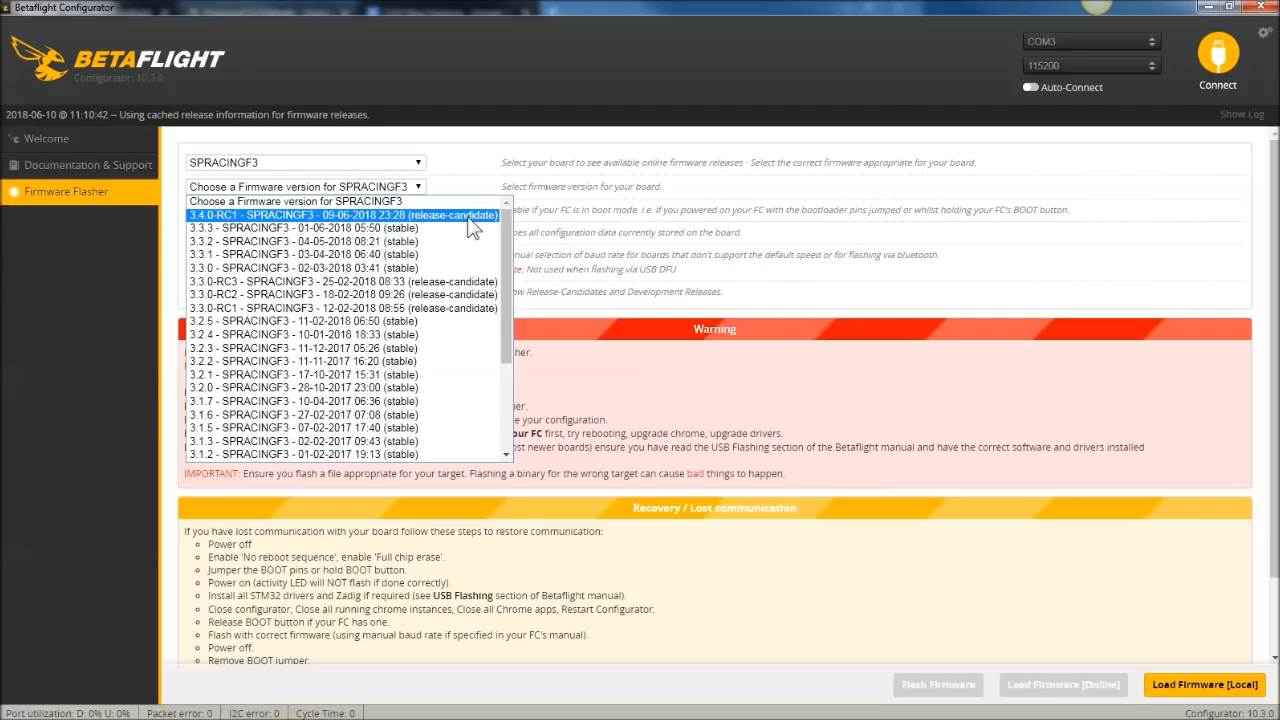 Betaflight Configurator
BETAFLIGHT
Configurator: 10.3.0
COM3
115200
Auto-Connect
Connect
2018-06-10 @ 11:10:42 -- Using cached release information for firmware releases.
Show Log
Welcome
Documentation & Support
Firmware Flasher
SPRACINGF3
Select your board to see available online firmware releases - Select the correct firmware appropriate for your board.
Choose a Firmware version for SPRACINGF3
Select firmware version for your board.
Choose a Firmware version for SPRACINGF3
3.4.0-RC1 - SPRACINGF3 - 09-06-2018 23:28 (release-candidate)
if your FC is in boot mode. i.e. if you powered on your FC with the bootloader pins jumped or whilst holding your FC's BOOT button.
3.3.3 - SPRACINGF3 - 01-06-2018 05:50 (stable)
all configuration data currently stored on the board.
3.3.2 - SPRACINGF3 - 04-05-2018 08:21 (stable)
3.3.1 - SPRACINGF3 - 03-04-2018 06:40 (stable)
selection of baud rate for boards that don't support the default speed or for flashing via bluetooth.
3.3.0 - SPRACINGF3 - 02-03-2018 03:41 (stable)
Not used when flashing via USB DFU
3.3.0-RC3 - SPRACINGF3 - 25-02-2018 08:33 (release-candidate)
3.3.0-RC2 - SPRACINGF3 - 18-02-2018 09:26 (release-candidate)
Release-Candidates and Development Releases.
3.3.0-RC1 - SPRACINGF3 - 12-02-2018 08:55 (release-candidate)
3.2.5 - SPRACINGF3 - 11-02-2018 06:50 (stable)
Warning
3.2.4 - SPRACINGF3 - 10-01-2018 18:33 (stable)
3.2.3 - SPRACINGF3 - 11-12-2017 05:26 (stable)
3.2.2 - SPRACINGF3 - 11-11-2017 16:20 (stable)
3.2.1 - SPRACINGF3 - 17-10-2017 15:31 (stable)
3.2.0 - SPRACINGF3 - 28-10-2017 23:00 (stable)
3.1.7 - SPRACINGF3 - 10-04-2017 06:36 (stable)
3.1.6 - SPRACINGF3 - 27-02-2017 07:08 (stable)
your configuration.
3.1.5 - SPRACINGF3 - 07-02-2017 17:40 (stable)
FC first, try rebooting, upgrade chrome, upgrade drivers.
3.1.3 - SPRACINGF3 - 02-02-2017 09:43 (stable)
newer boards) ensure you have read the USB Flashing section of the Betaflight manual and have the correct software and drivers installed
3.1.2 - SPRACINGF3 - 01-02-2017 19:13 (stable)
IMPORTANT: Ensure you flash a file appropriate for your target. Flashing a binary for the wrong target can cause bad things to happen.
Recovery / Lost communication
If you have lost communication with your board follow these steps to restore communication:
Power off
Enable 'No reboot sequence', enable 'Full chip erase'.
Jumper the BOOT pins or hold BOOT button.
Power on (activity LED will NOT flash if done correctly).
Install all STM32 drivers and Zadig if required (see USB Flashing section of Betaflight manual).
Close configurator, Close all running chrome instances, Close all Chrome apps, Restart Configurator.
Release BOOT button if your FC has one.
Flash with correct firmware (using manual baud rate if specified in your FC's manual).
Power off.
Remove BOOT jumper.
Flash Firmware
Load Firmware [Online]
Load Firmware [Local]
Port utilization: D: 0% U: 0%
Packet error: 0
I2C error: 0
Cycle Time: 0
Configurator: 10.3.0